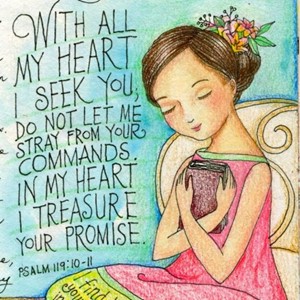 WITH ALL
MY HEART
I SEEK YOU,
DO NOT LET ME
STRAY FROM YOUR
COMMANDS.
IN MY HEART
I TREASURE
YOUR PROMISE.
PSALM 119:10-11
find
you